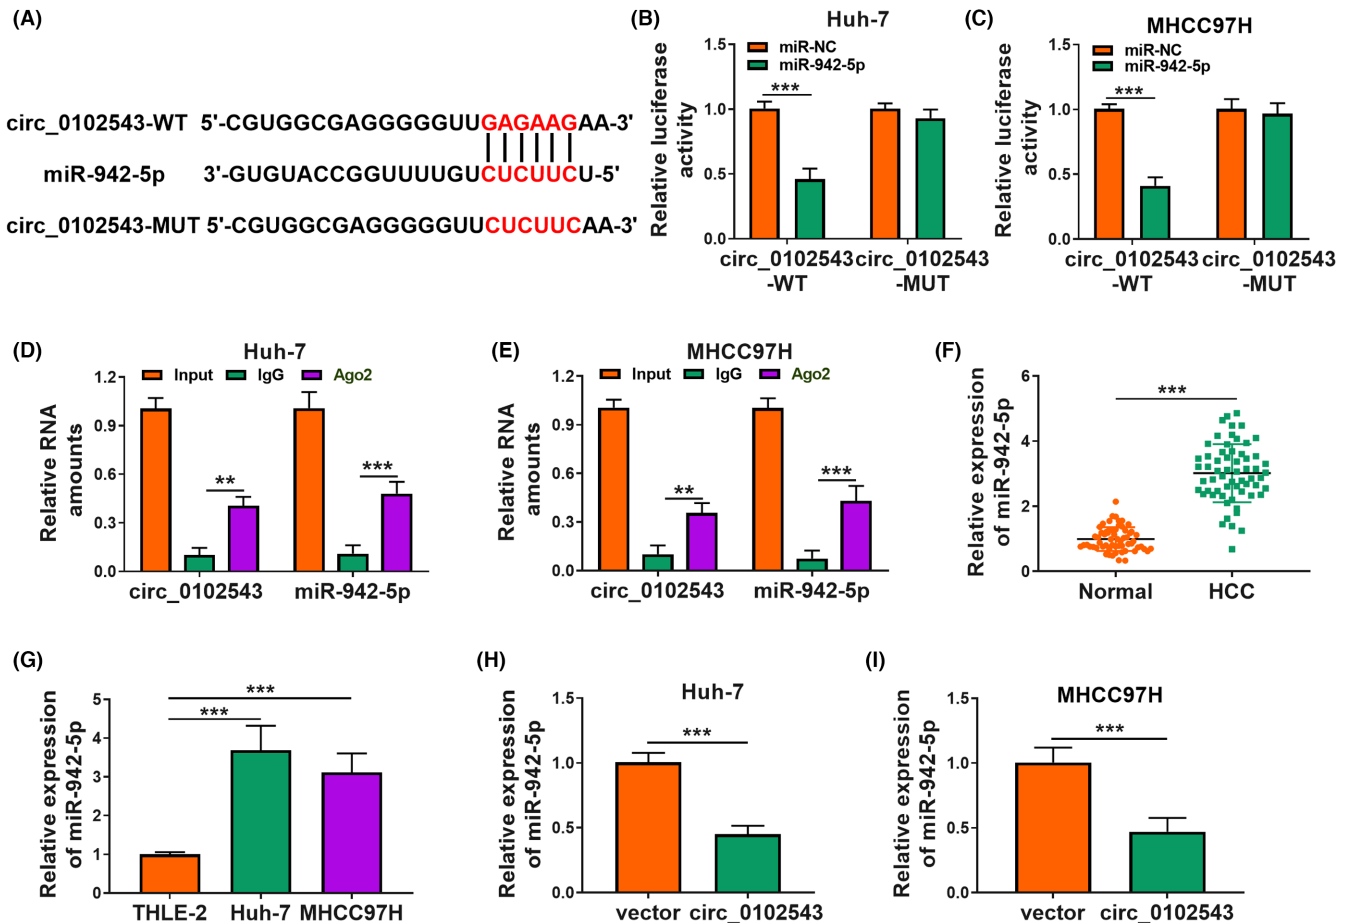 (A)
circ_0102543-WT 5'-CGUGGCGAGGGGGUUGAGAAGAA-3'
miR-942-5p 3'-GUGUACCGGUUUUGUCUCUUCU-5'
circ_0102543-MUT 5'-CGUGGCGAGGGGGUUCUCUUCAA-3'
(B)
Huh-7
miR-NC
miR-942-5p
Relative luciferase
activity
1.5
1.0
0.5
0.0
***
circ_0102543
-WT
circ_0102543
-MUT
(C)
MHCC97H
miR-NC
miR-942-5p
Relative luciferase
activity
1.5
1.0
0.5
0.0
***
circ_0102543
-WT
circ_0102543
-MUT
(D)
Huh-7
Input IgG Ago2
Relative RNA
amounts
1.2
0.9
0.6
0.3
0.0
**
***
circ_0102543 miR-942-5p
(E)
MHCC97H
Input IgG Ago2
Relative RNA
amounts
1.2
0.9
0.6
0.3
0.0
**
***
circ_0102543 miR-942-5p
(F)
Relative expression
of miR-942-5p
6
4
2
0
***
Normal HCC
(G)
Relative expression
of miR-942-5p
5
4
3
2
1
0
***
***
THLE-2 Huh-7 MHCC97H
(H)
Huh-7
Relative expression
of miR-942-5p
1.5
1.0
0.5
0.0
***
vector circ_0102543
(I)
MHCC97H
Relative expression
of miR-942-5p
1.5
1.0
0.5
0.0
***
vector circ_0102543